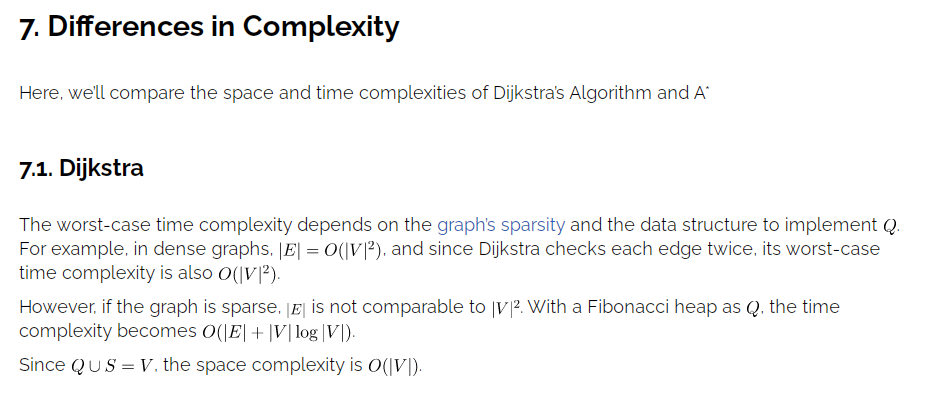 7. Differences in Complexity
Here, we'll compare the space and time complexities of Dijkstra's Algorithm and A*
7.1. Dijkstra
The worst-case time complexity depends on the graph's sparsity and the data structure to implement Q.
For example, in dense graphs, |E| = O(|V|²), and since Dijkstra checks each edge twice, its worst-case
time complexity is also O(|V|²).
However, if the graph is sparse, |E| is not comparable to |V|². With a Fibonacci heap as Q, the time
complexity becomes O(|E| + |V| log |V|).
Since Q ∪ S = V, the space complexity is O(|V|).